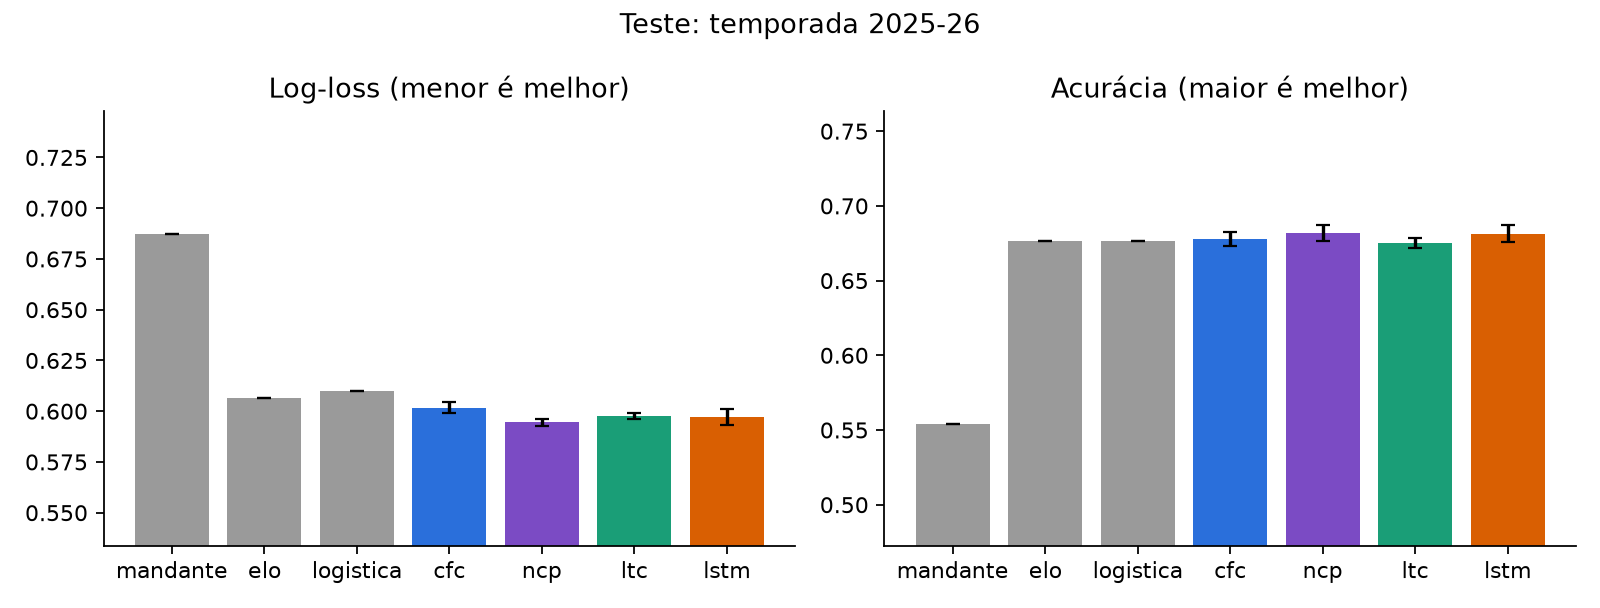 Teste: temporada 2025-26
Log-loss (menor é melhor)
0.725
0.700
0.675
0.650
0.625
0.600
0.575
0.550
mandante elo logistica cfc ncp ltc lstm
Acurácia (maior é melhor)
0.75
0.70
0.65
0.60
0.55
0.50
mandante elo logistica cfc ncp ltc lstm